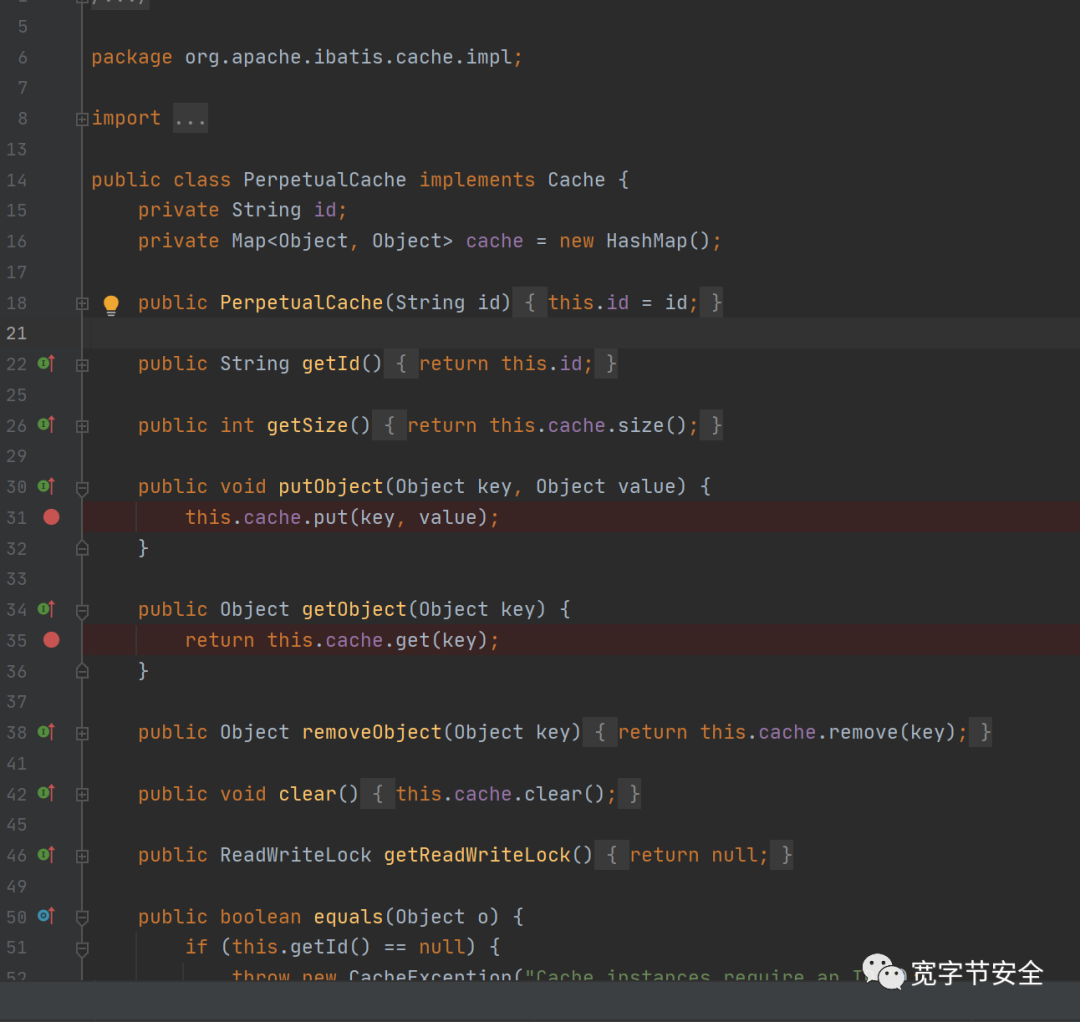 5
6 package org.apache.ibatis.cache.impl;
7
8 import ...
13
14 public class PerpetualCache implements Cache {
15 private String id;
16 private Map<Object, Object> cache = new HashMap();
17
18 public PerpetualCache(String id) { this.id = id; }
21
22 public String getId() { return this.id; }
25
26 public int getSize() { return this.cache.size(); }
29
30 public void putObject(Object key, Object value) {
31 this.cache.put(key, value);
32 }
33
34 public Object getObject(Object key) {
35 return this.cache.get(key);
36 }
37
38 public Object removeObject(Object key) { return this.cache.remove(key); }
41
42 public void clear() { this.cache.clear(); }
45
46 public ReadWriteLock getReadWriteLock() { return null; }
49
50 public boolean equals(Object o) {
51 if (this.getId() == null) {
52 throw new CacheException("Cache instances require an
宽字节安全